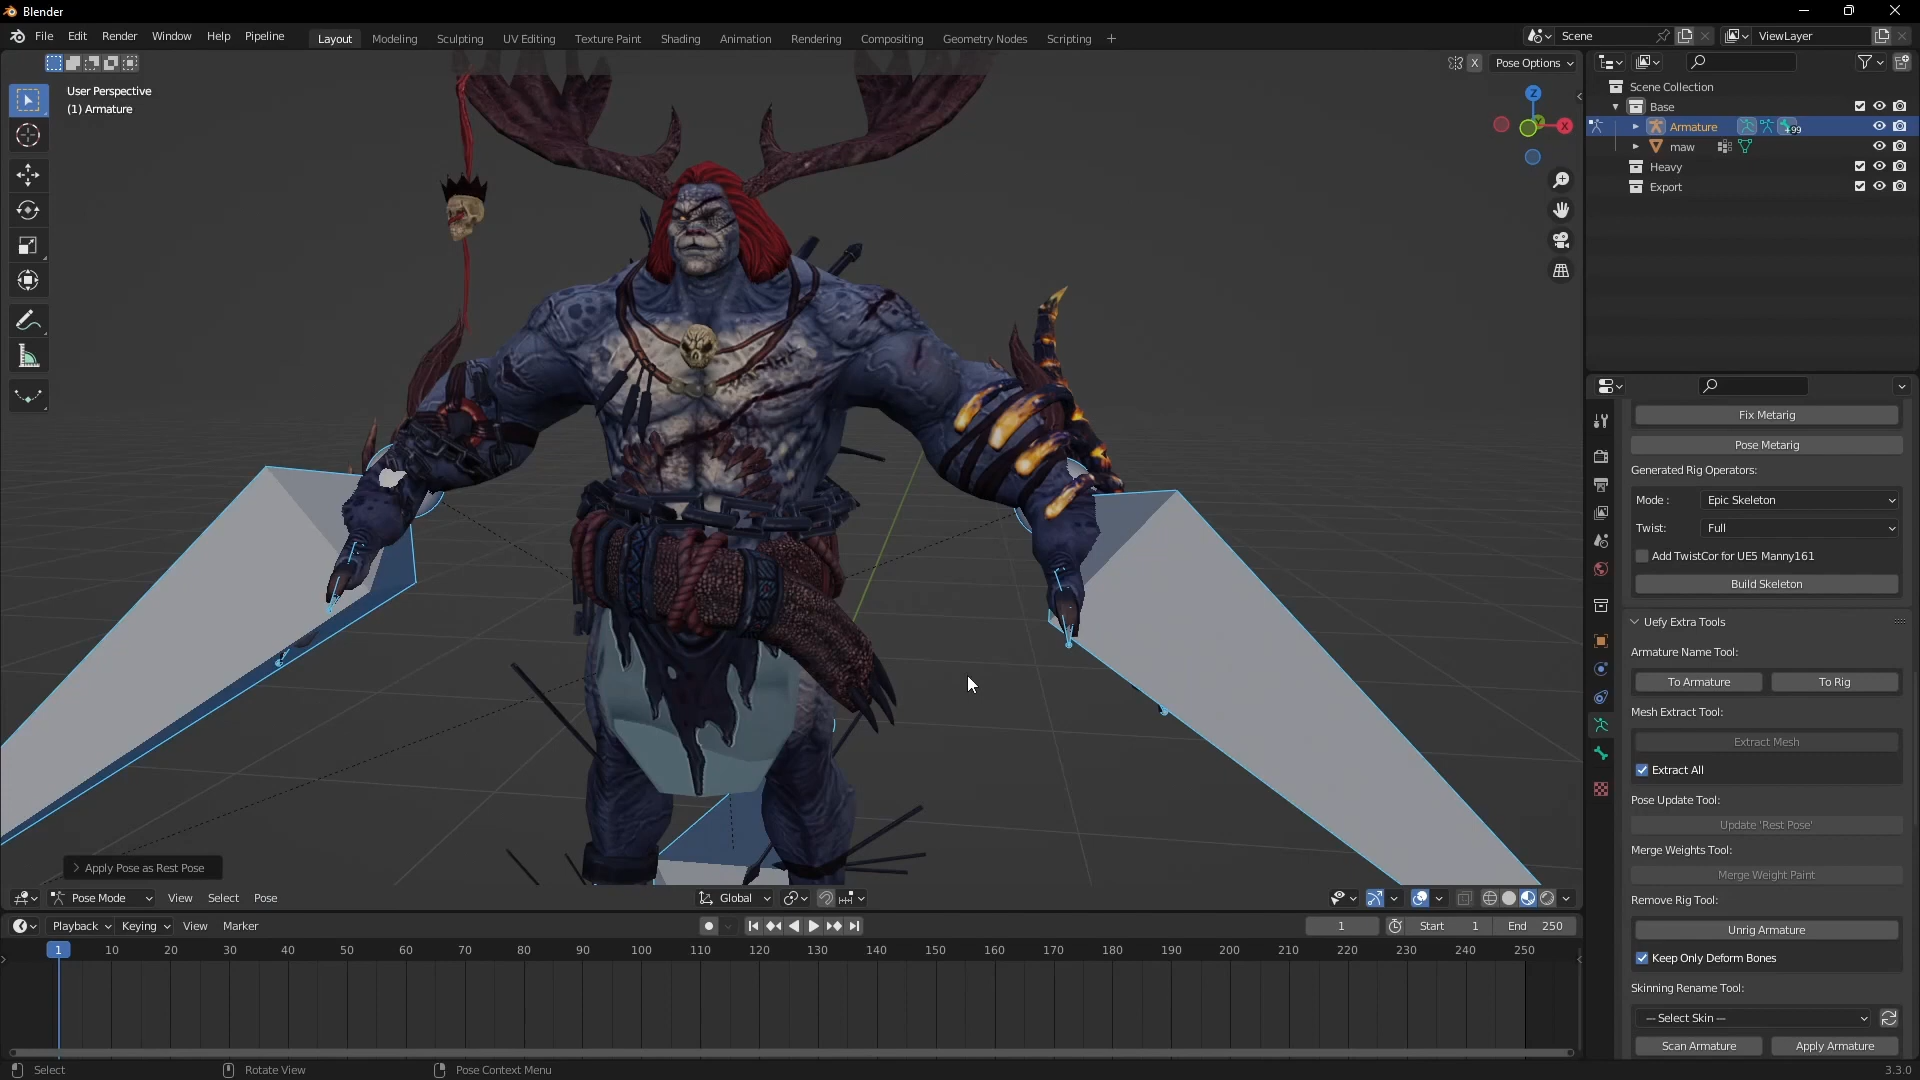 Blender
File Edit Render Window Help Pipeline
Layout Modeling Sculpting UV Editing Texture Paint Shading Animation Rendering Compositing Geometry Nodes Scripting +
Scene
ViewLayer
X
Pose Options
User Perspective
(1) Armature
Z
X
Scene Collection
Base
Armature
+99
maw
Heavy
Export
Fix Metarig
Pose Metarig
Generated Rig Operators:
Mode : Epic Skeleton
Twist: Full
Add TwistCor for UE5 Manny161
Build Skeleton
Uefy Extra Tools
Armature Name Tool:
To Armature To Rig
Mesh Extract Tool:
Extract Mesh
Extract All
Pose Update Tool:
Update 'Rest Pose'
Merge Weights Tool:
Merge Weight Paint
Remove Rig Tool:
Unrig Armature
Keep Only Deform Bones
Skinning Rename Tool:
-- Select Skin --
Scan Armature Apply Armature
Apply Pose as Rest Pose
Pose Mode View Select Pose
Global
Playback Keying View Marker
1 Start 1 End 250
1 10 20 30 40 50 60 70 80 90 100 110 120 130 140 150 160 170 180 190 200 210 220 230 240 250
Select Rotate View Pose Context Menu
3.3.0